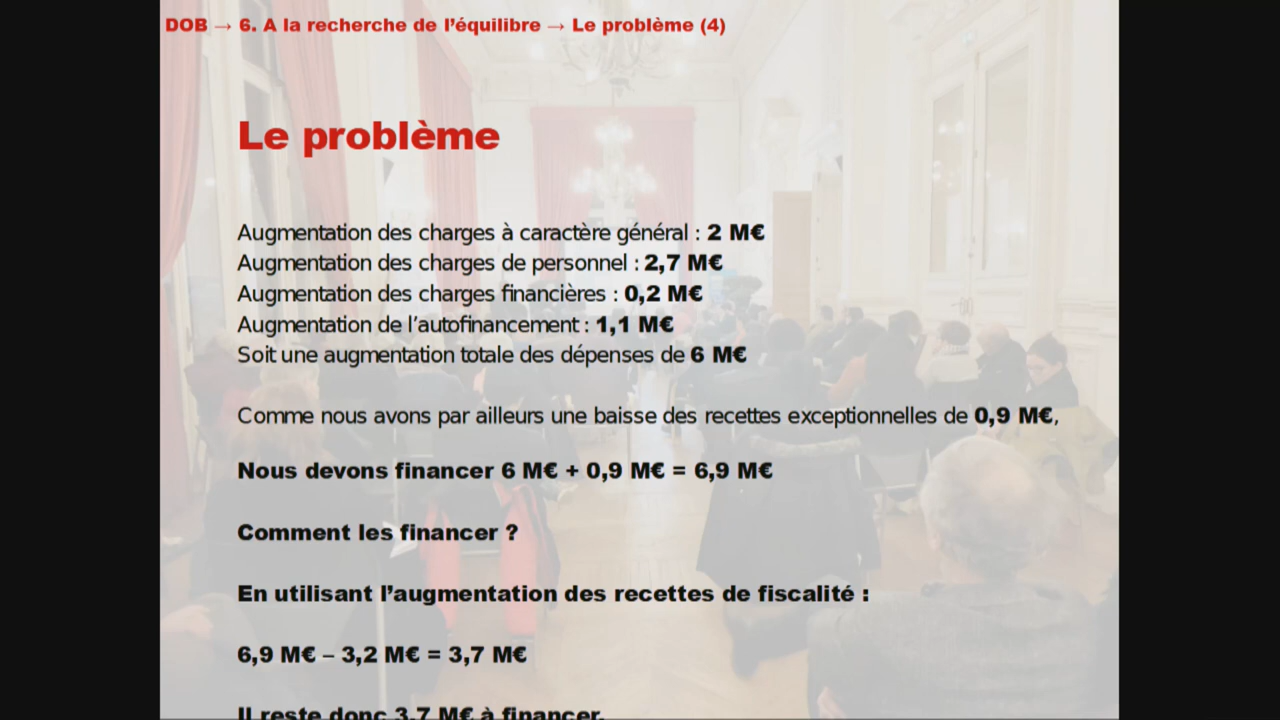 DOB → 6. A la recherche de l'équilibre → Le problème (4)
Le problème
Augmentation des charges à caractère général : 2 M€
Augmentation des charges de personnel : 2,7 M€
Augmentation des charges financières : 0,2 M€
Augmentation de l'autofinancement : 1,1 M€
Soit une augmentation totale des dépenses de 6 M€
Comme nous avons par ailleurs une baisse des recettes exceptionnelles de 0,9 M€,
Nous devons financer 6 M€ + 0,9 M€ = 6,9 M€
Comment les financer ?
En utilisant l'augmentation des recettes de fiscalité :
6,9 M€ – 3,2 M€ = 3,7 M€
Il reste donc 3,7 M€ à financer.